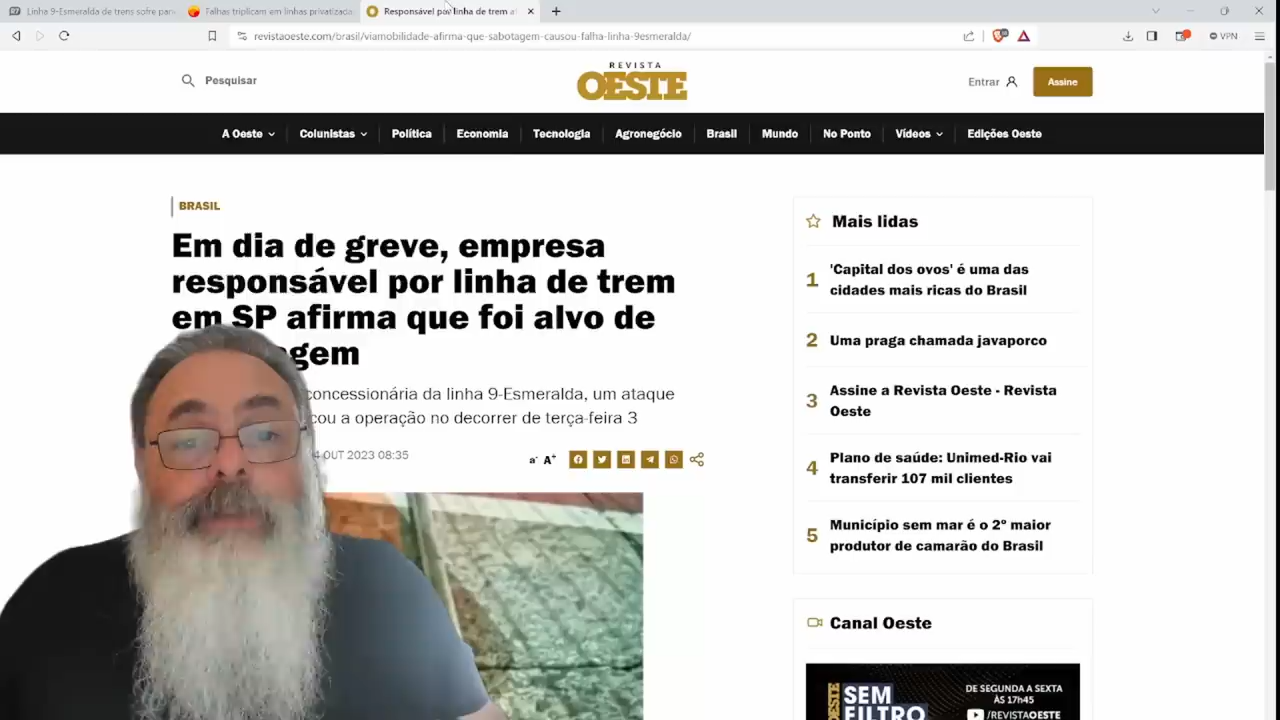 Linha 9-Esmeralda de trens sofre par
Falhas triplicam em linhas privatizada
Responsável por linha de trem a
revistaoeste.com/brasil/viamobilidade-afirma-que-sabotagem-causou-falha-linha-9esmeralda/
VPN
Pesquisar
REVISTA
OESTE
Entrar
Assine
A Oeste
Colunistas
Política
Economia
Tecnologia
Agronegócio
Brasil
Mundo
No Ponto
Vídeos
Edições Oeste
BRASIL
Em dia de greve, empresa
responsável por linha de trem
em SP afirma que foi alvo de
agem
concessionária da linha 9-Esmeralda, um ataque
cou a operação no decorrer de terça-feira 3
4 OUT 2023 08:35
a- A+
Mais lidas
1 'Capital dos ovos' é uma das
cidades mais ricas do Brasil
2 Uma praga chamada javaporco
3 Assine a Revista Oeste - Revista
Oeste
4 Plano de saúde: Unimed-Rio vai
transferir 107 mil clientes
5 Município sem mar é o 2º maior
produtor de camarão do Brasil
Canal Oeste
OESTE
SEM
FILTRO
DE SEGUNDA A SEXTA
ÀS 17h45
/REVISTAOESTE